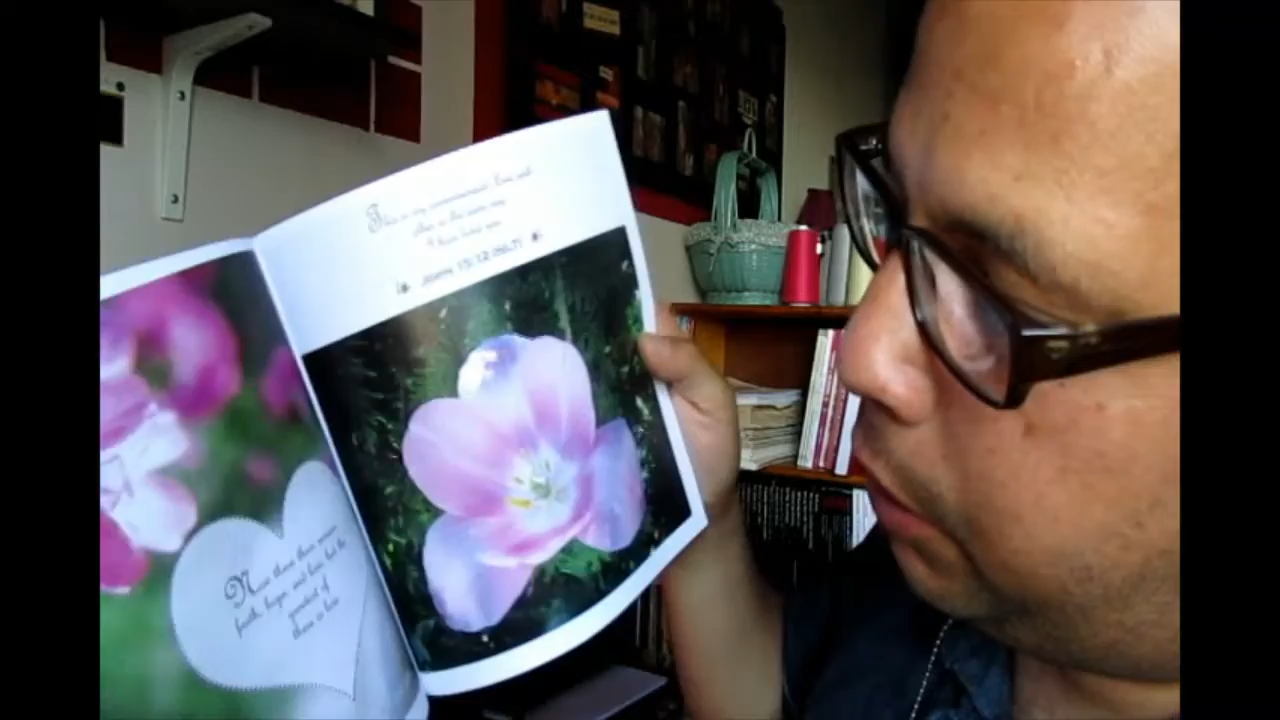 Now these three remain
faith, hope, and love, but the
greatest of
these is love
This is my commandment: Love each
other in the same way
I have loved you.
JOHN 15:12 (NLT)